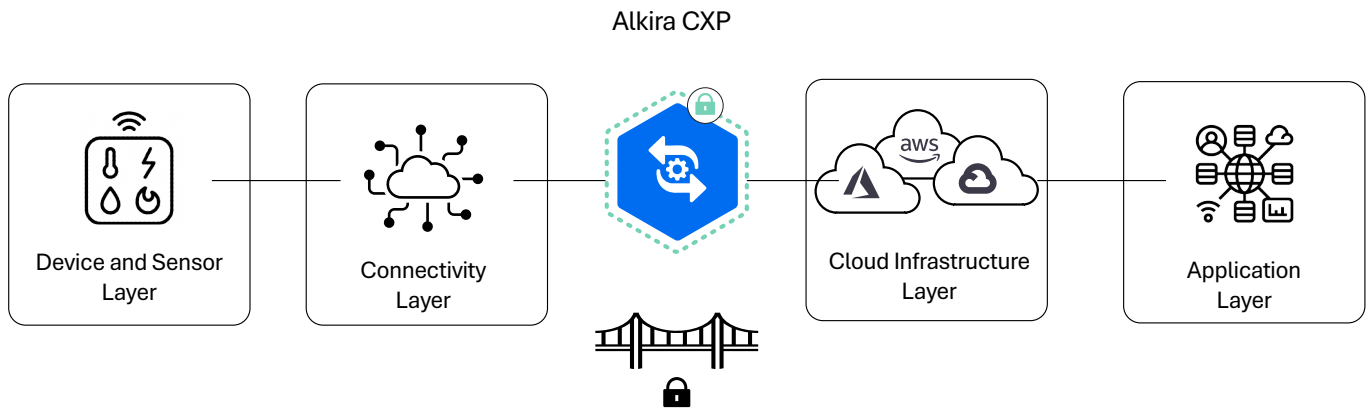 Alkira CXP
Device and Sensor
Layer
Connectivity
Layer
aws
Cloud Infrastructure
Layer
Application
Layer